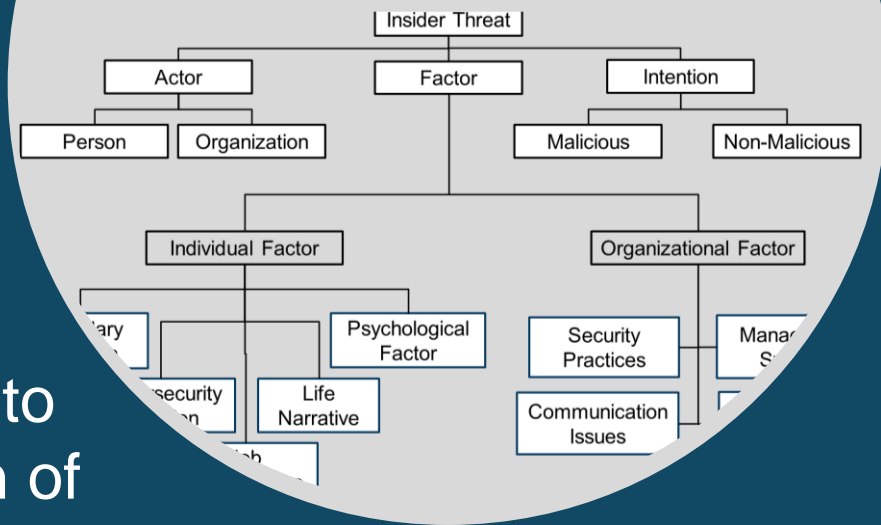 Insider Threat
Actor
Factor
Intention
Person
Organization
Malicious
Non-Malicious
Individual Factor
Organizational Factor
Psychological
Factor
Security
Practices
Life
Narrative
Communication
Issues
to
of